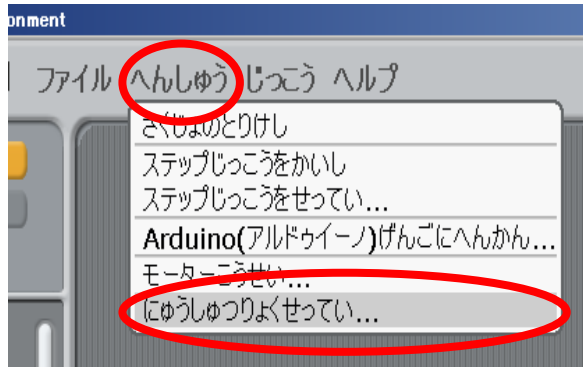 onment
ファイル へんしゅう じっこう ヘルプ
さくじょのとりけし
ステップじっこうをかいし
ステップじっこうをせってい...
Arduino(アルドゥイーノ)げんごにへんかん...
モーターこうせい...
にゅうしゅつりょくせってい...